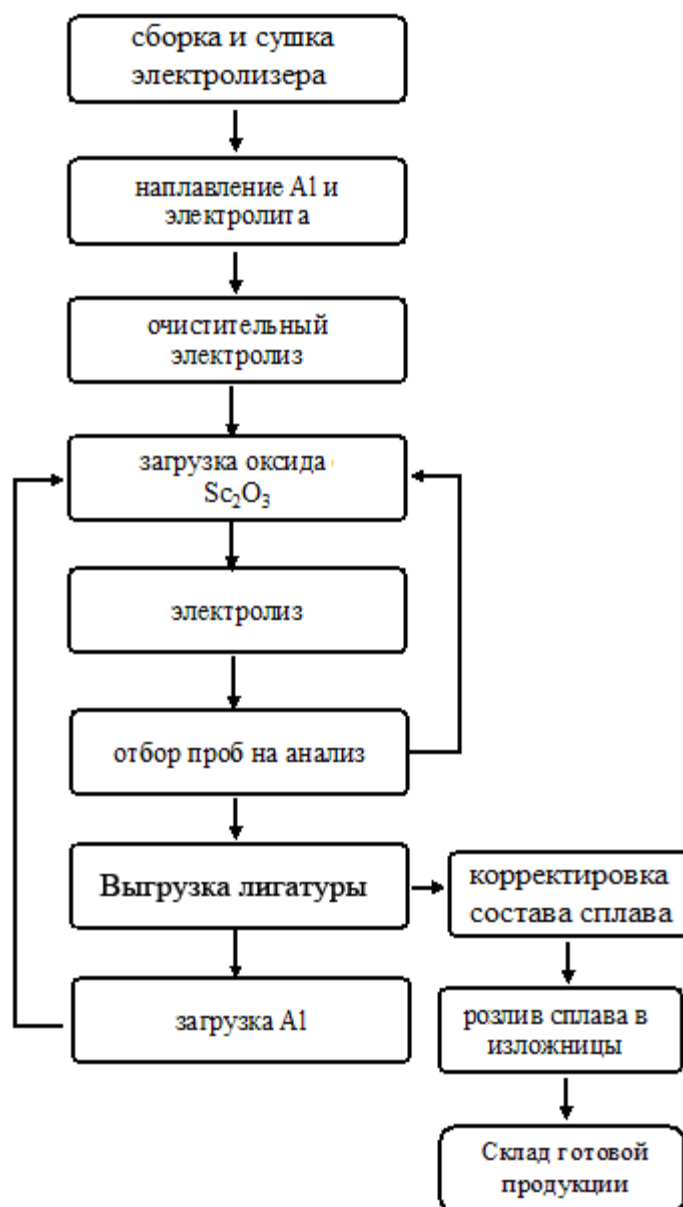 сборка и сушка
электролизера
наплавление Al и
электролита
очистительный
электролиз
загрузка оксида
Sc₂O₃
электролиз
отбор проб на анализ
Выгрузка лигатуры
корректировка
состава сплава
загрузка Al
розлив сплава в
изложницы
Склад готовой
продукции